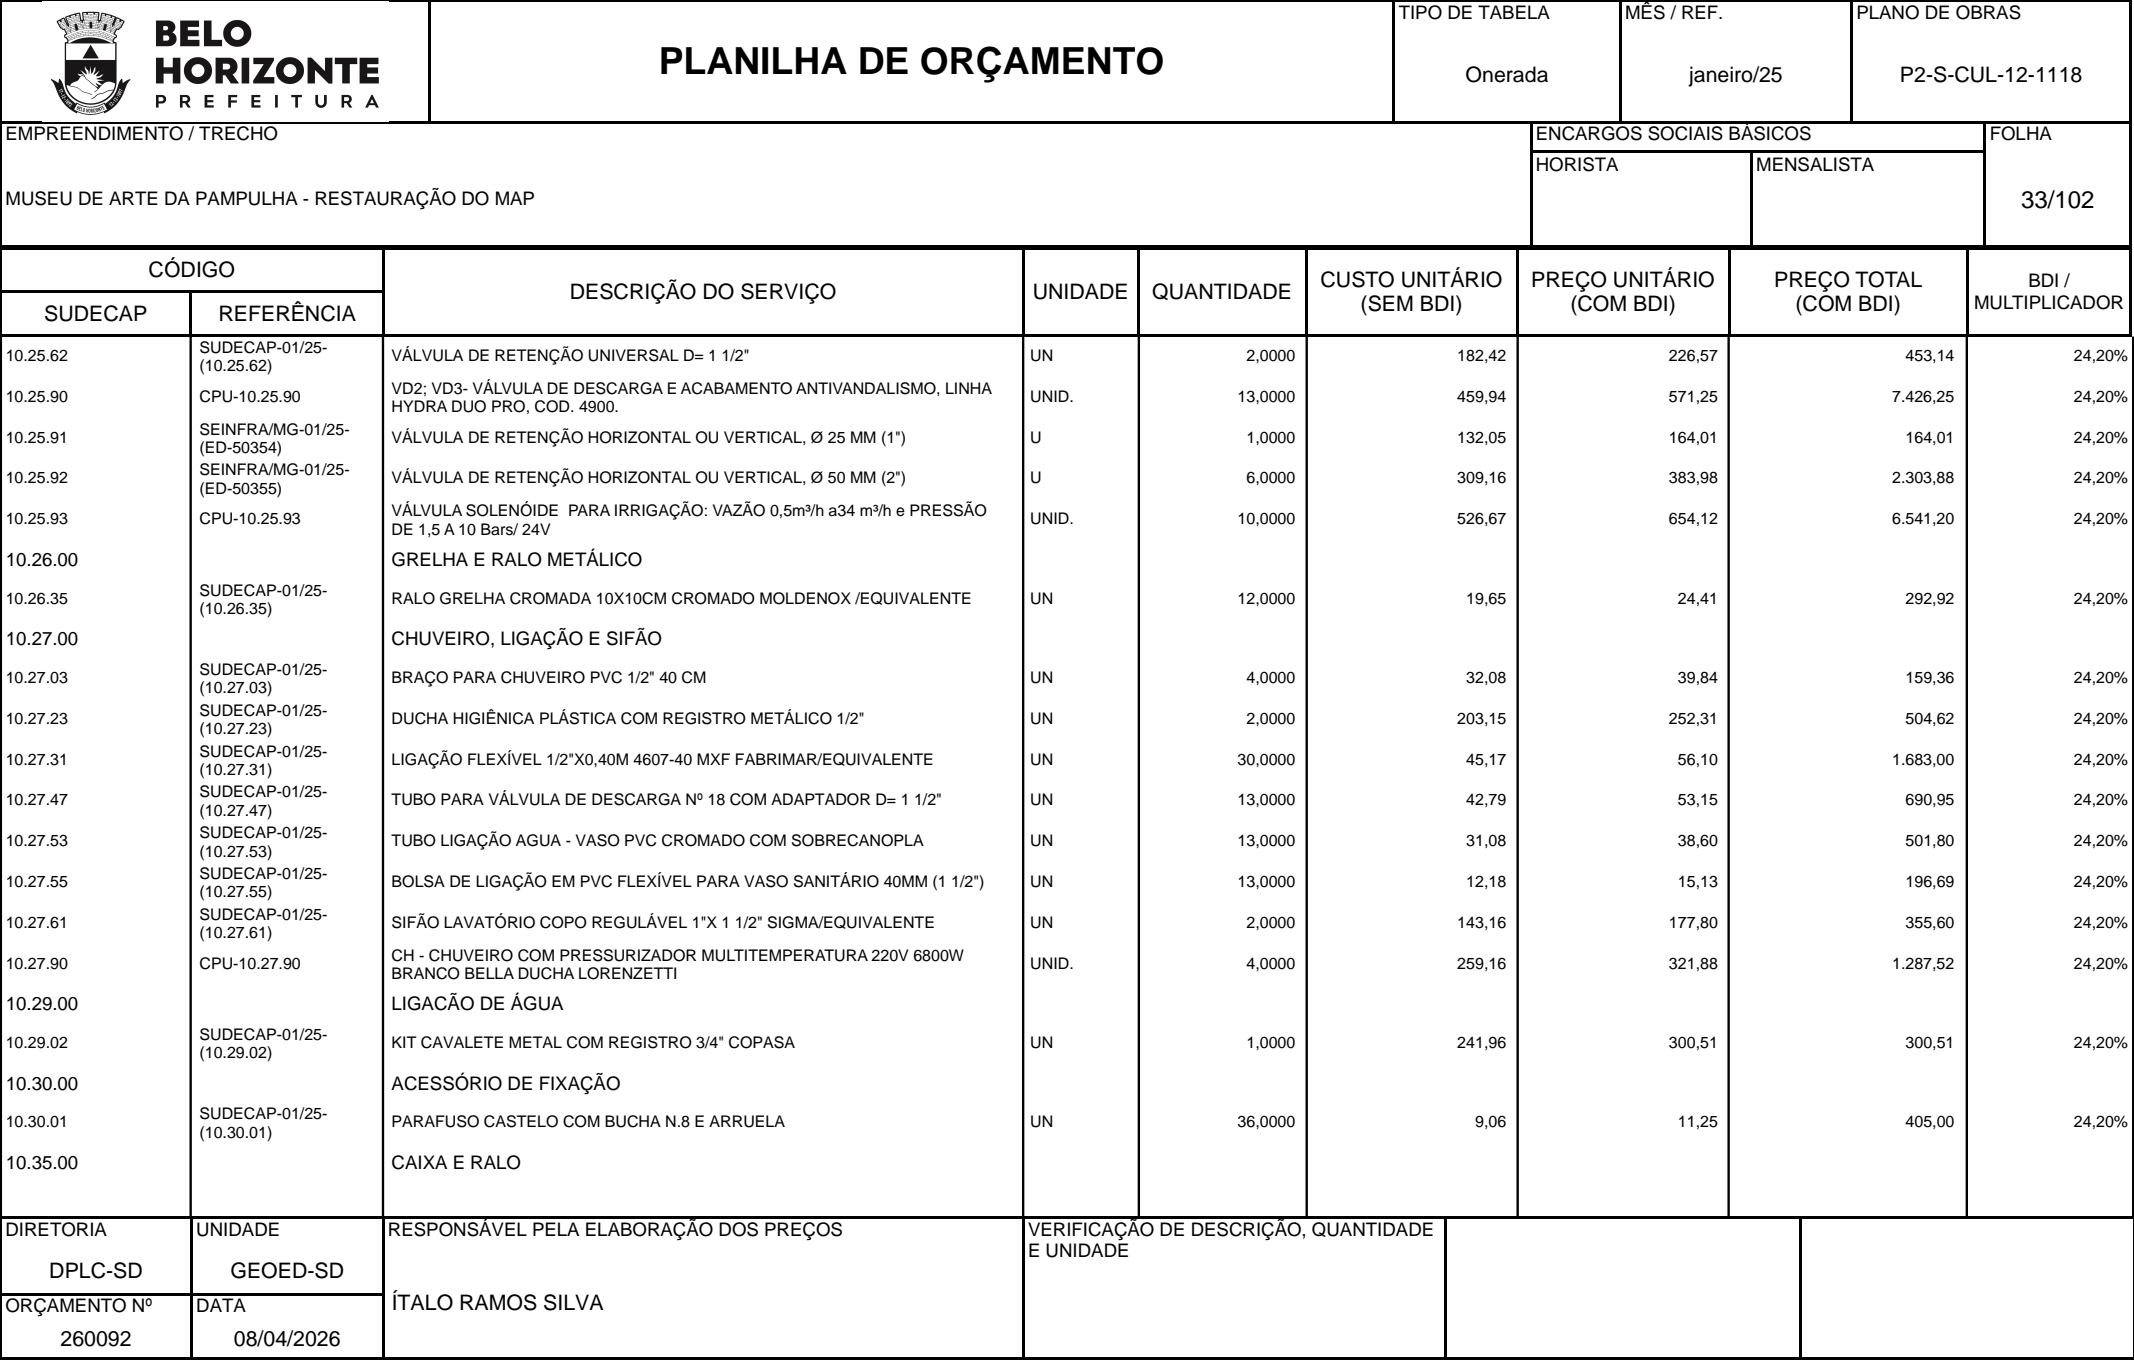 BELO
HORIZONTE
PREFEITURA
PLANILHA DE ORÇAMENTO
TIPO DE TABELA
Onerada
MÊS / REF.
janeiro/25
PLANO DE OBRAS
P2-S-CUL-12-1118
EMPREENDIMENTO / TRECHO
MUSEU DE ARTE DA PAMPULHA - RESTAURAÇÃO DO MAP
ENCARGOS SOCIAIS BÁSICOS
HORISTA
MENSALISTA
FOLHA
33/102
CÓDIGO
SUDECAP
REFERÊNCIA
DESCRIÇÃO DO SERVIÇO
UNIDADE
QUANTIDADE
CUSTO UNITÁRIO
(SEM BDI)
PREÇO UNITÁRIO
(COM BDI)
PREÇO TOTAL
(COM BDI)
BDI /
MULTIPLICADOR
10.25.62 SUDECAP-01/25-
(10.25.62) VÁLVULA DE RETENÇÃO UNIVERSAL D= 1 1/2" UN 2,0000 182,42 226,57 453,14 24,20%
10.25.90 CPU-10.25.90 VD2; VD3- VÁLVULA DE DESCARGA E ACABAMENTO ANTIVANDALISMO, LINHA
HYDRA DUO PRO, COD. 4900. UNID. 13,0000 459,94 571,25 7.426,25 24,20%
10.25.91 SEINFRA/MG-01/25-
(ED-50354) VÁLVULA DE RETENÇÃO HORIZONTAL OU VERTICAL, Ø 25 MM (1") U 1,0000 132,05 164,01 164,01 24,20%
10.25.92 SEINFRA/MG-01/25-
(ED-50355) VÁLVULA DE RETENÇÃO HORIZONTAL OU VERTICAL, Ø 50 MM (2") U 6,0000 309,16 383,98 2.303,88 24,20%
10.25.93 CPU-10.25.93 VÁLVULA SOLENÓIDE  PARA IRRIGAÇÃO: VAZÃO 0,5m³/h a34 m³/h e PRESSÃO
DE 1,5 A 10 Bars/ 24V UNID. 10,0000 526,67 654,12 6.541,20 24,20%
10.26.00 GRELHA E RALO METÁLICO
10.26.35 SUDECAP-01/25-
(10.26.35) RALO GRELHA CROMADA 10X10CM CROMADO MOLDENOX /EQUIVALENTE UN 12,0000 19,65 24,41 292,92 24,20%
10.27.00 CHUVEIRO, LIGAÇÃO E SIFÃO
10.27.03 SUDECAP-01/25-
(10.27.03) BRAÇO PARA CHUVEIRO PVC 1/2" 40 CM UN 4,0000 32,08 39,84 159,36 24,20%
10.27.23 SUDECAP-01/25-
(10.27.23) DUCHA HIGIÊNICA PLÁSTICA COM REGISTRO METÁLICO 1/2" UN 2,0000 203,15 252,31 504,62 24,20%
10.27.31 SUDECAP-01/25-
(10.27.31) LIGAÇÃO FLEXÍVEL 1/2"X0,40M 4607-40 MXF FABRIMAR/EQUIVALENTE UN 30,0000 45,17 56,10 1.683,00 24,20%
10.27.47 SUDECAP-01/25-
(10.27.47) TUBO PARA VÁLVULA DE DESCARGA Nº 18 COM ADAPTADOR D= 1 1/2" UN 13,0000 42,79 53,15 690,95 24,20%
10.27.53 SUDECAP-01/25-
(10.27.53) TUBO LIGAÇÃO AGUA - VASO PVC CROMADO COM SOBRECANOPLA UN 13,0000 31,08 38,60 501,80 24,20%
10.27.55 SUDECAP-01/25-
(10.27.55) BOLSA DE LIGAÇÃO EM PVC FLEXÍVEL PARA VASO SANITÁRIO 40MM (1 1/2") UN 13,0000 12,18 15,13 196,69 24,20%
10.27.61 SUDECAP-01/25-
(10.27.61) SIFÃO LAVATÓRIO COPO REGULÁVEL 1"X 1 1/2" SIGMA/EQUIVALENTE UN 2,0000 143,16 177,80 355,60 24,20%
10.27.90 CPU-10.27.90 CH - CHUVEIRO COM PRESSURIZADOR MULTITEMPERATURA 220V 6800W
BRANCO BELLA DUCHA LORENZETTI UNID. 4,0000 259,16 321,88 1.287,52 24,20%
10.29.00 LIGACÃO DE ÁGUA
10.29.02 SUDECAP-01/25-
(10.29.02) KIT CAVALETE METAL COM REGISTRO 3/4" COPASA UN 1,0000 241,96 300,51 300,51 24,20%
10.30.00 ACESSÓRIO DE FIXAÇÃO
10.30.01 SUDECAP-01/25-
(10.30.01) PARAFUSO CASTELO COM BUCHA N.8 E ARRUELA UN 36,0000 9,06 11,25 405,00 24,20%
10.35.00 CAIXA E RALO
DIRETORIA
DPLC-SD
UNIDADE
GEOED-SD
RESPONSÁVEL PELA ELABORAÇÃO DOS PREÇOS
ÍTALO RAMOS SILVA
VERIFICAÇÃO DE DESCRIÇÃO, QUANTIDADE
E UNIDADE
ORÇAMENTO Nº
260092
DATA
08/04/2026